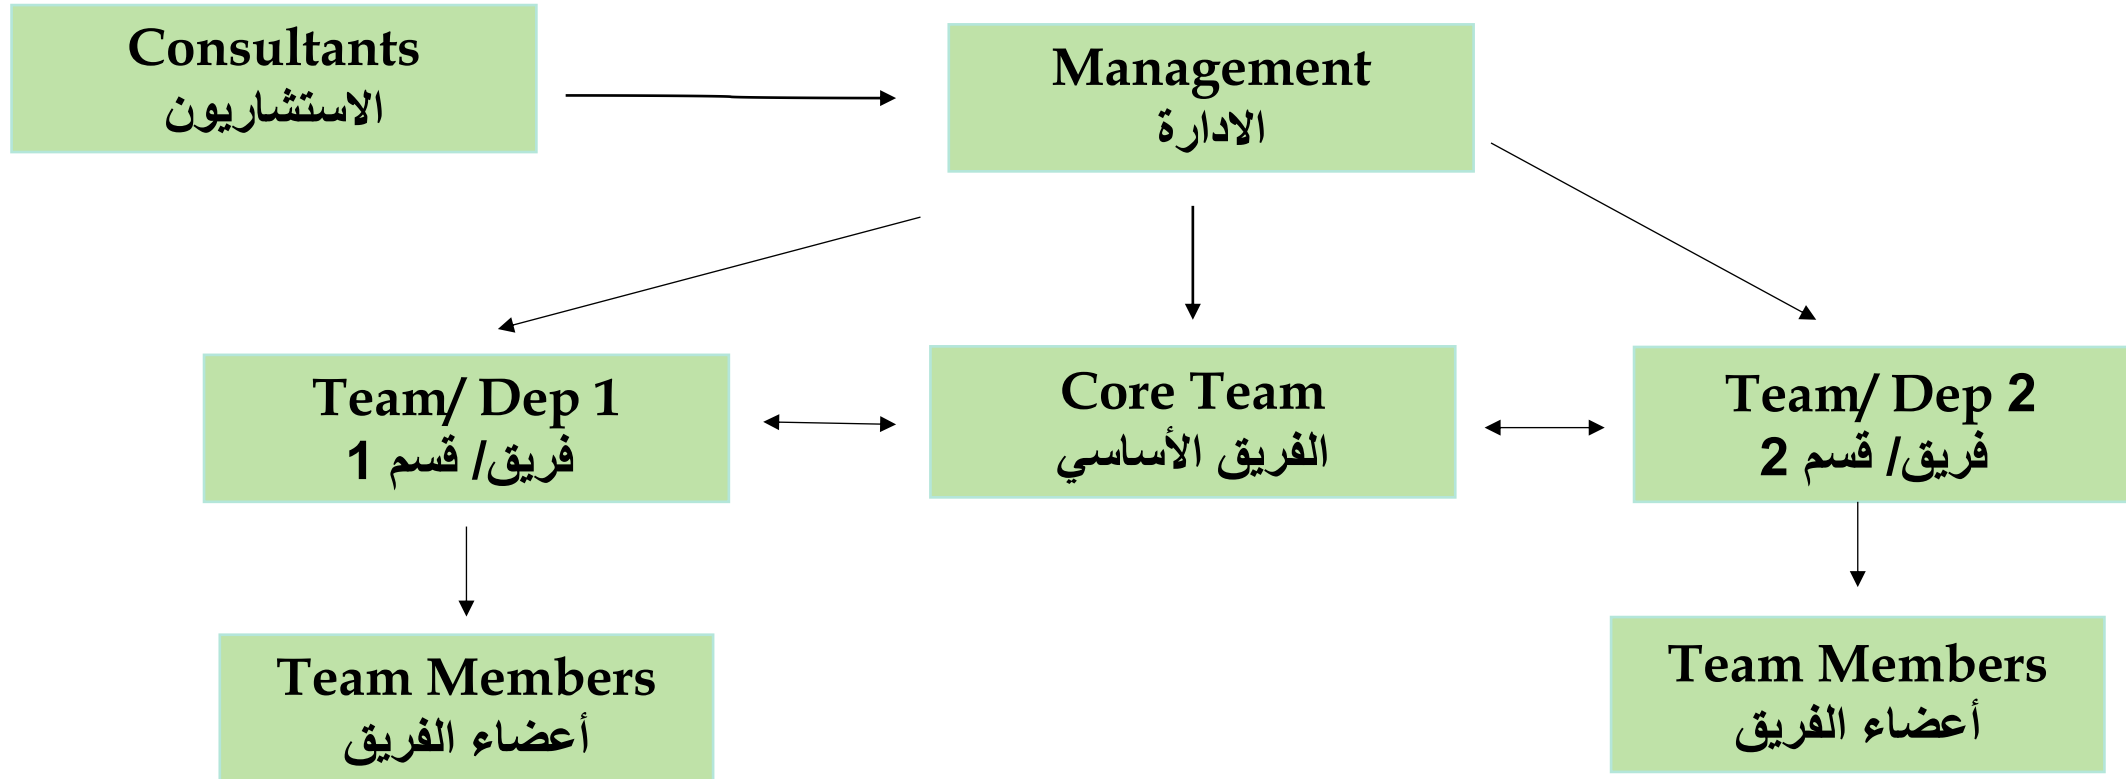 Consultants
الاستشاريون
Management
الادارة
Team/ Dep 1
فريق/ قسم 1
Core Team
الفريق الأساسي
Team/ Dep 2
فريق/ قسم 2
Team Members
أعضاء الفريق
Team Members
أعضاء الفريق